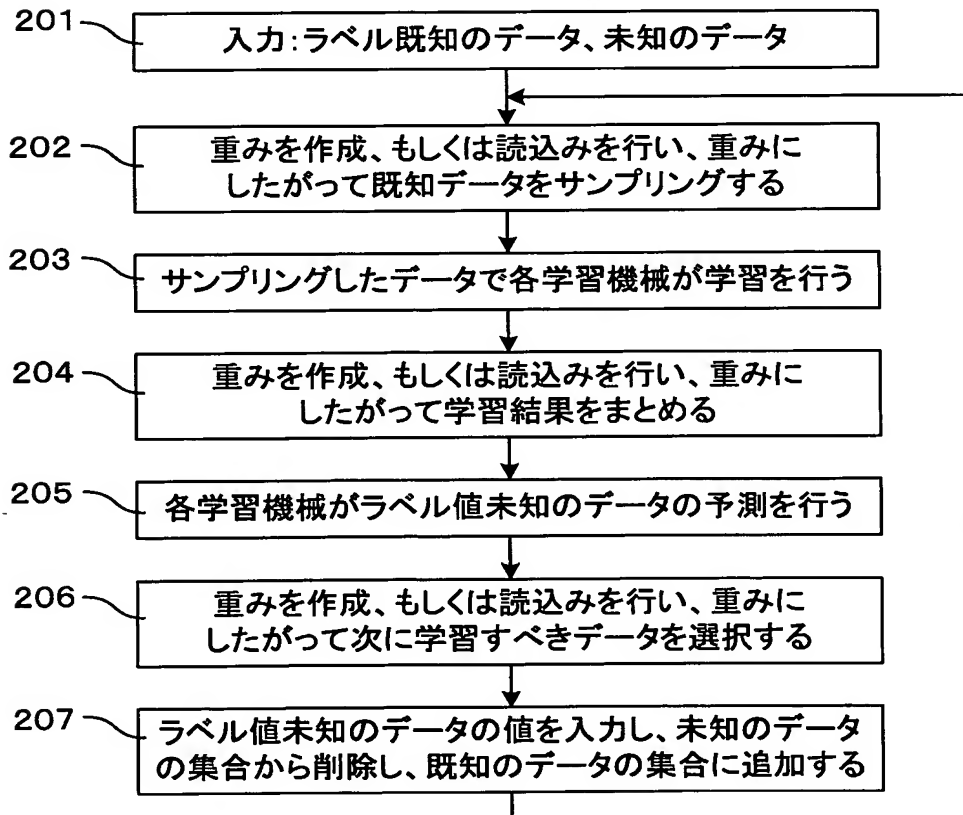 201
入力:ラベル既知のデータ、未知のデータ
202
重みを作成、もしくは読込みを行い、重みに
したがって既知データをサンプリングする
203
サンプリングしたデータで各学習機械が学習を行う
204
重みを作成、もしくは読込みを行い、重みに
したがって学習結果をまとめる
205
各学習機械がラベル値未知のデータの予測を行う
206
重みを作成、もしくは読込みを行い、重みに
したがって次に学習すべきデータを選択する
207
ラベル値未知のデータの値を入力し、未知のデータ
の集合から削除し、既知のデータの集合に追加する